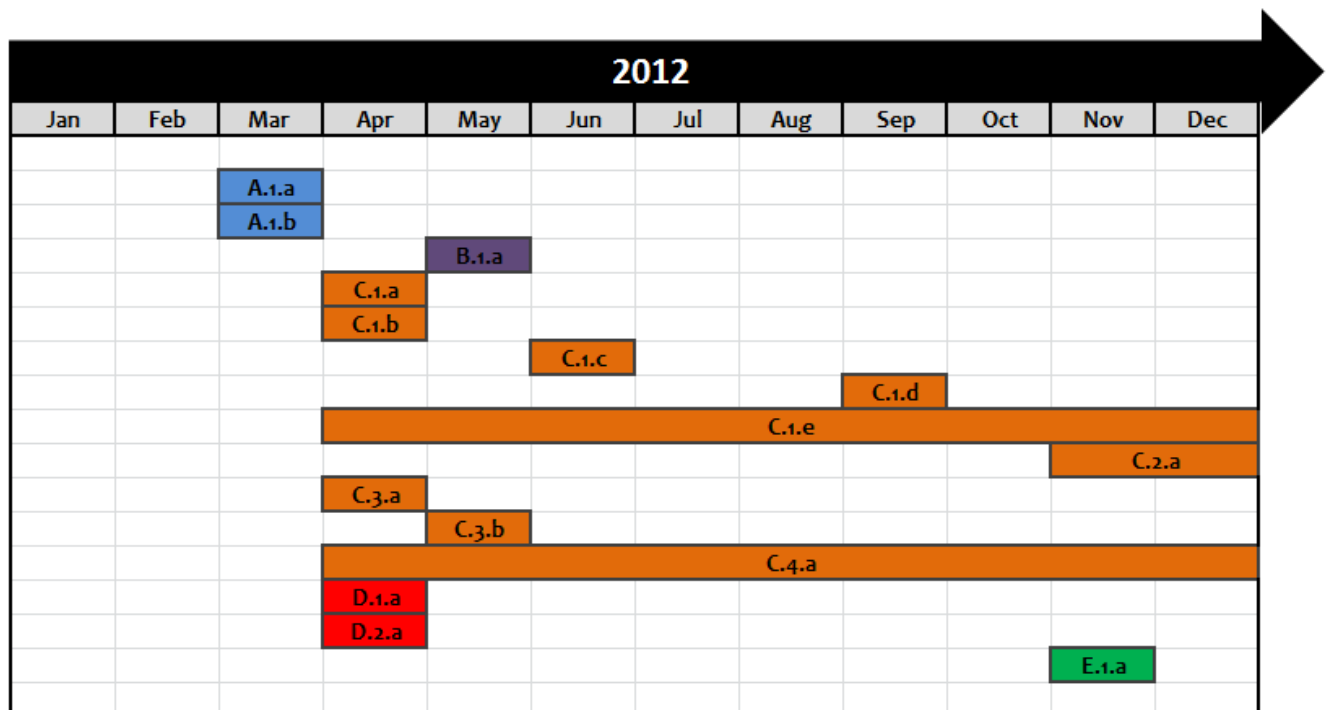 2012
Jan Feb Mar Apr May Jun Jul Aug Sep Oct Nov Dec
A.1.a
A.1.b
B.1.a
C.1.a
C.1.b
C.1.c
C.1.d
C.1.e
C.2.a
C.3.a
C.3.b
C.4.a
D.1.a
D.2.a
E.1.a